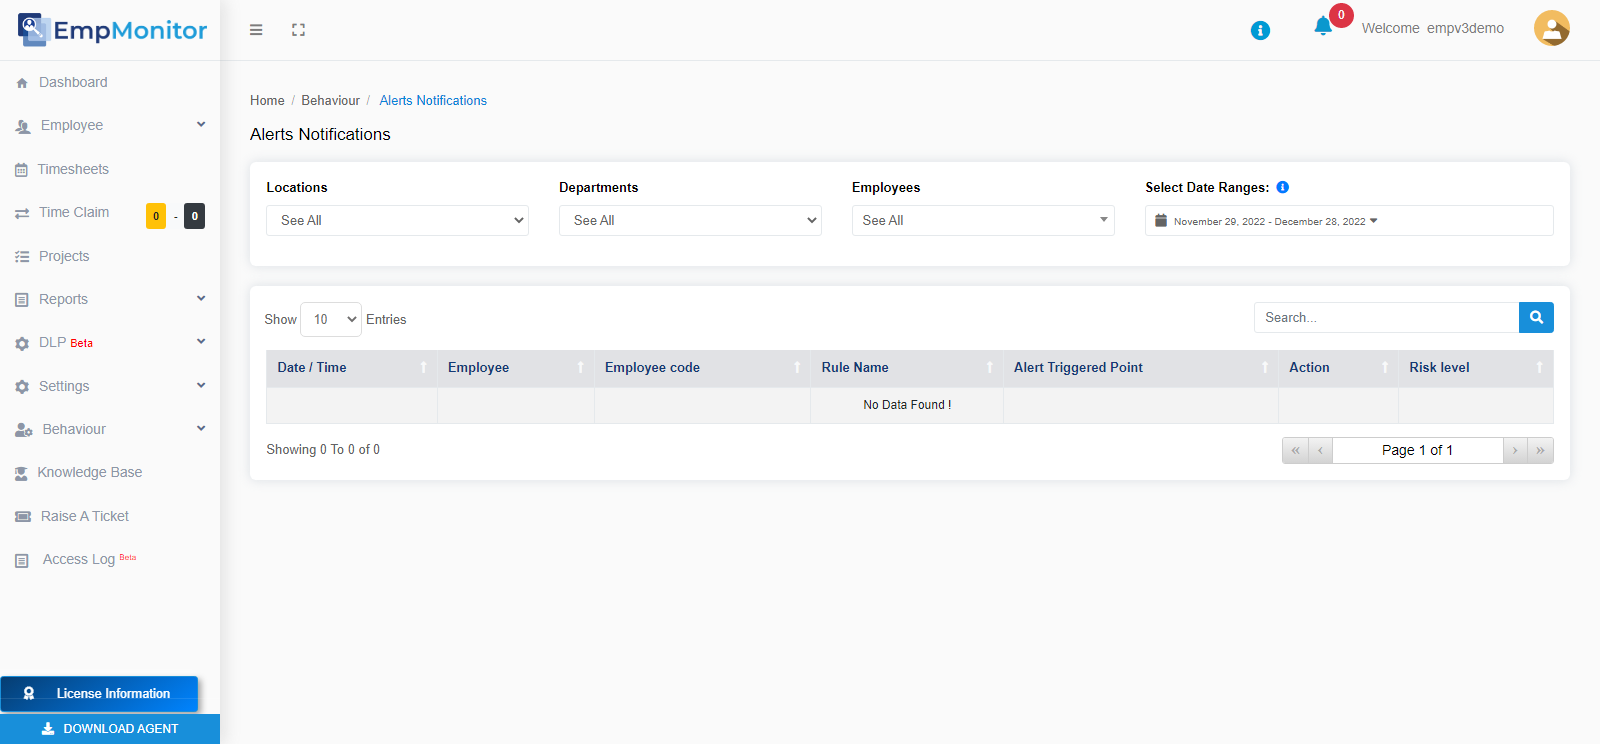 EmpMonitor
0
Welcome empv3demo
Dashboard
Employee
Timesheets
Time Claim 0 - 0
Projects
Reports
DLP Beta
Settings
Behaviour
Knowledge Base
Raise A Ticket
Access Log Beta
License Information
DOWNLOAD AGENT
Home / Behaviour / Alerts Notifications
Alerts Notifications
Locations Departments Employees Select Date Ranges:
See All See All See All November 29, 2022 - December 28, 2022
Show 10 Entries Search...
Date / Time Employee Employee code Rule Name Alert Triggered Point Action Risk level
No Data Found !
Showing 0 To 0 of 0 « ‹ Page 1 of 1 › »